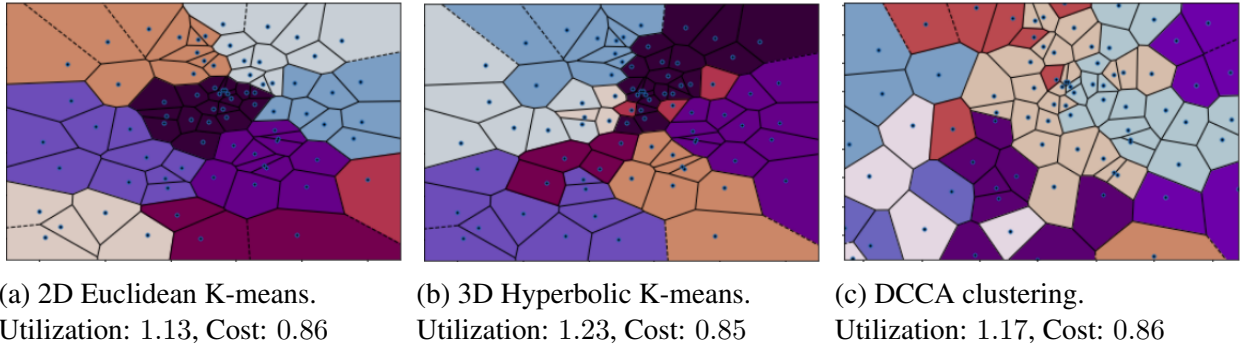 (a) 2D Euclidean K-means.
Utilization: 1.13, Cost: 0.86
(b) 3D Hyperbolic K-means.
Utilization: 1.23, Cost: 0.85
(c) DCCA clustering.
Utilization: 1.17, Cost: 0.86